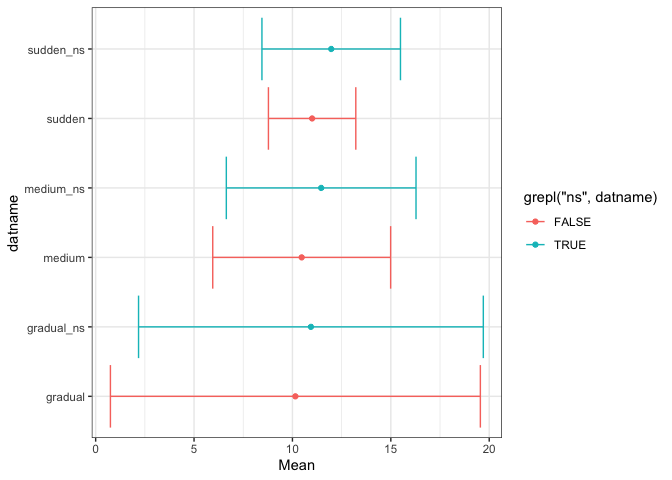 sudden_ns
sudden
medium_ns
medium
gradual_ns
gradual
datname
0 5 10 15 20
Mean
grepl("ns", datname)
FALSE
TRUE